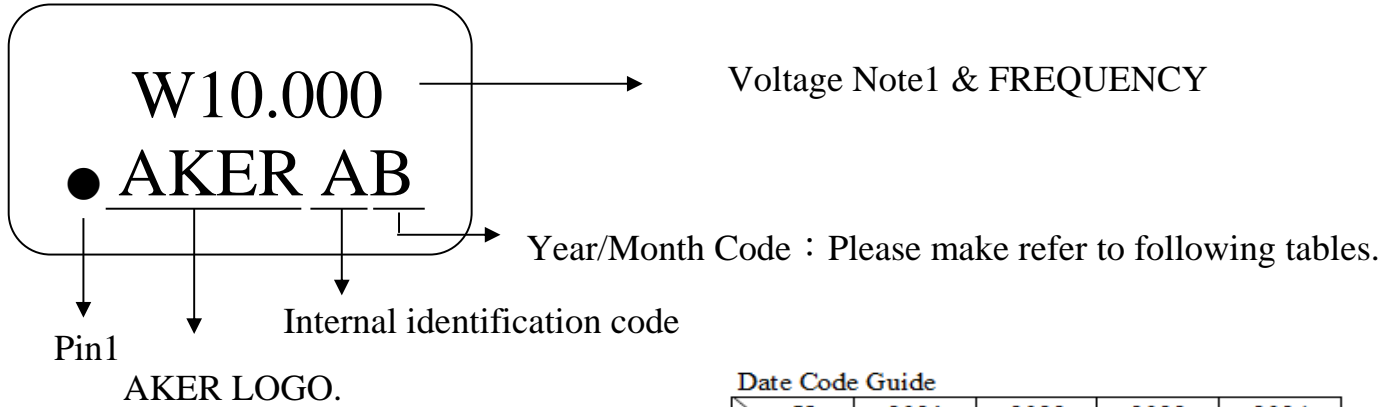 W10.000
Voltage Note1 & FREQUENCY
AKER AB
Year/Month Code：Please make refer to following tables.
Internal identification code
Pin1
AKER LOGO.
Date Code Guide